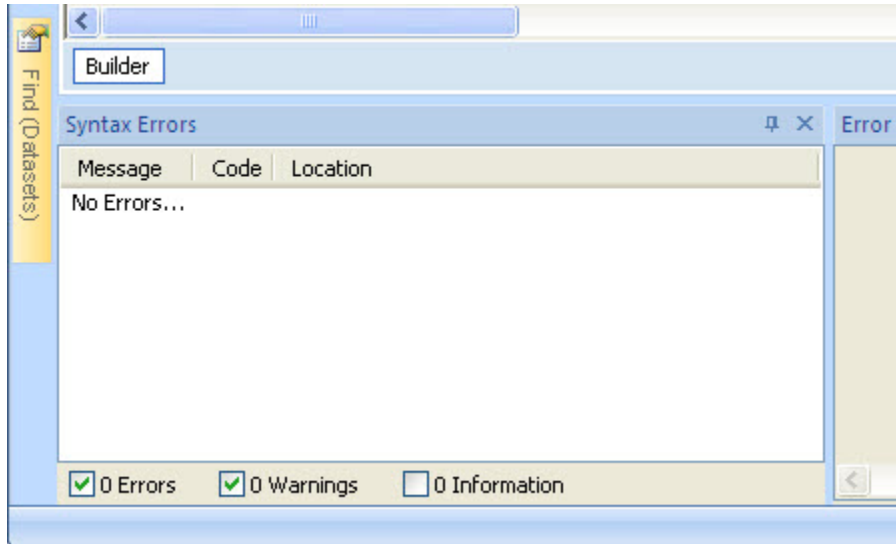 Find (Datasets)
Builder
Syntax Errors
Error
Message Code Location
No Errors...
0 Errors 0 Warnings 0 Information